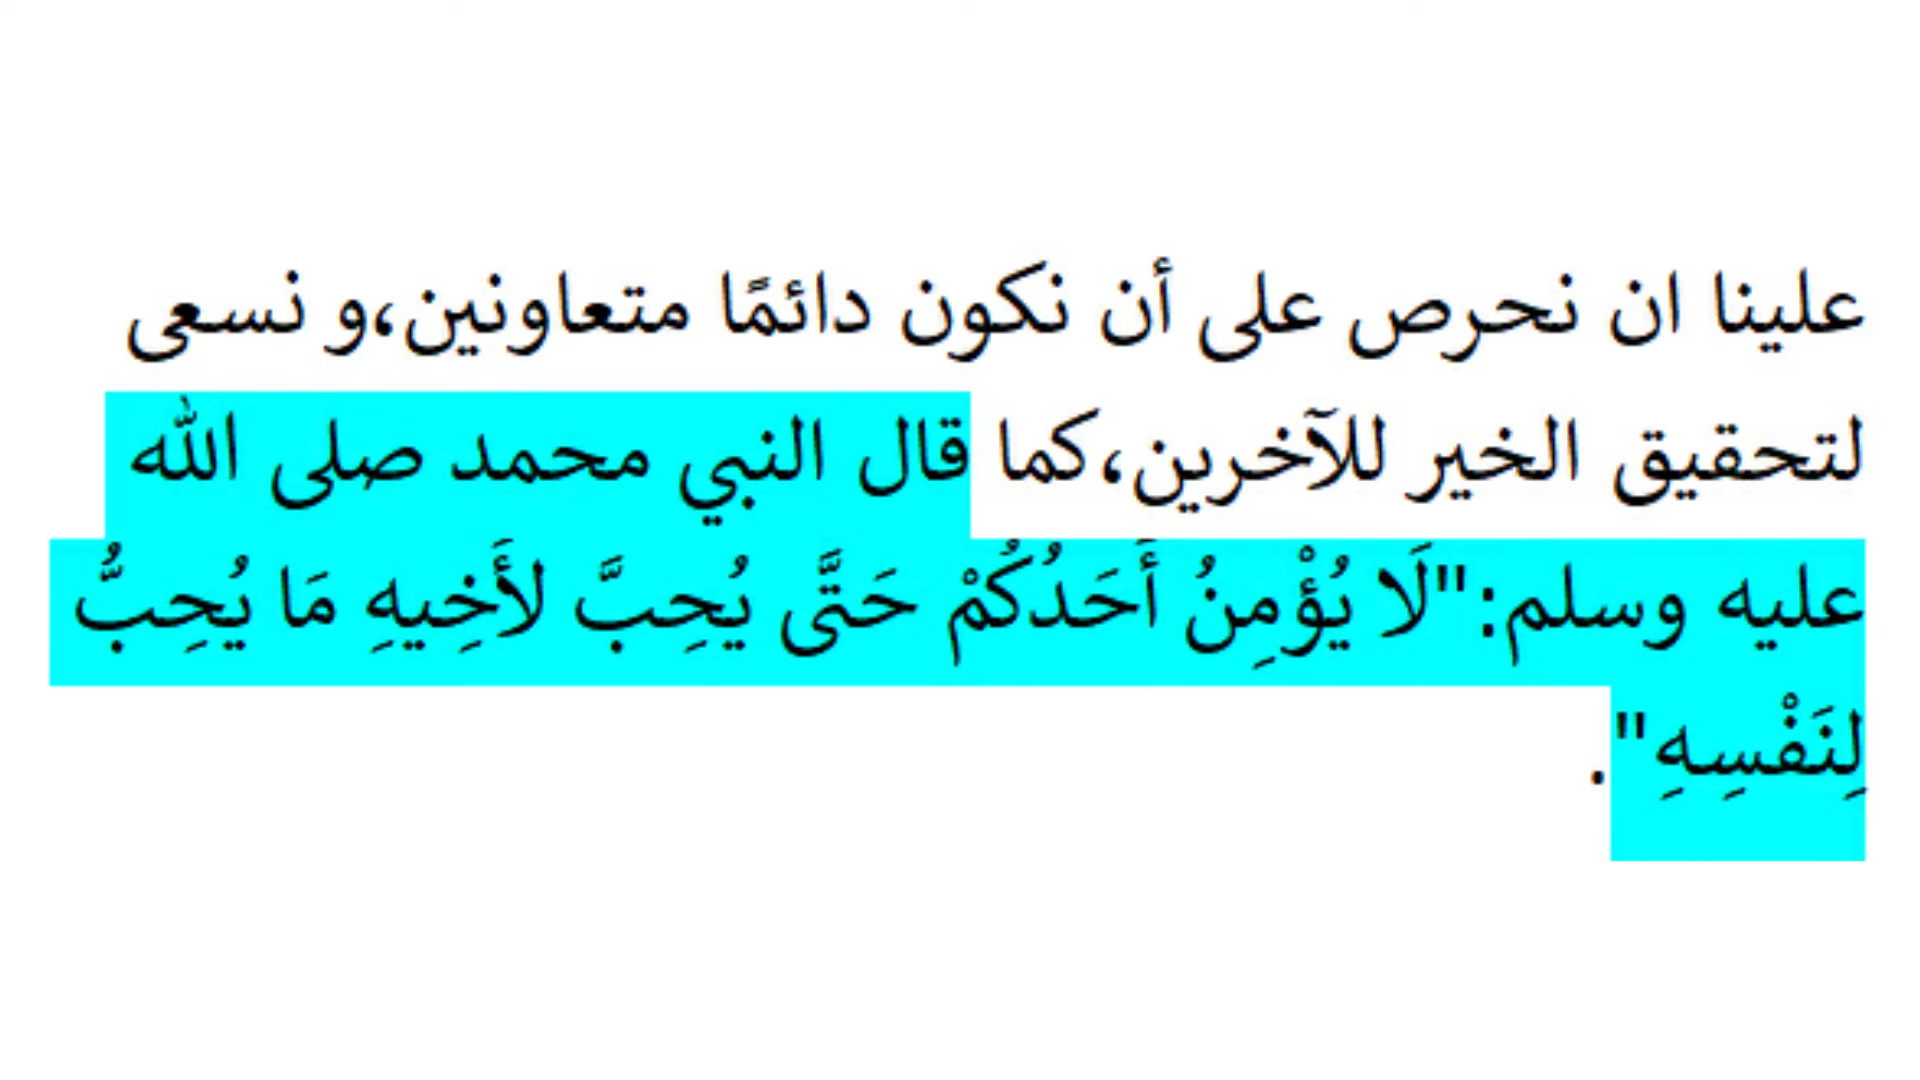 علينا ان نحرص على أن نكون دائمًا متعاونين،و نسعى
لتحقيق الخير للآخرين،كما قال النبي محمد صلى الله
عليه وسلم:"لَا يُؤْمِنُ أَحَدُكُمْ حَتَّى يُحِبَّ لأَخِيهِ مَا يُحِبُّ
لِنَفْسِهِ".